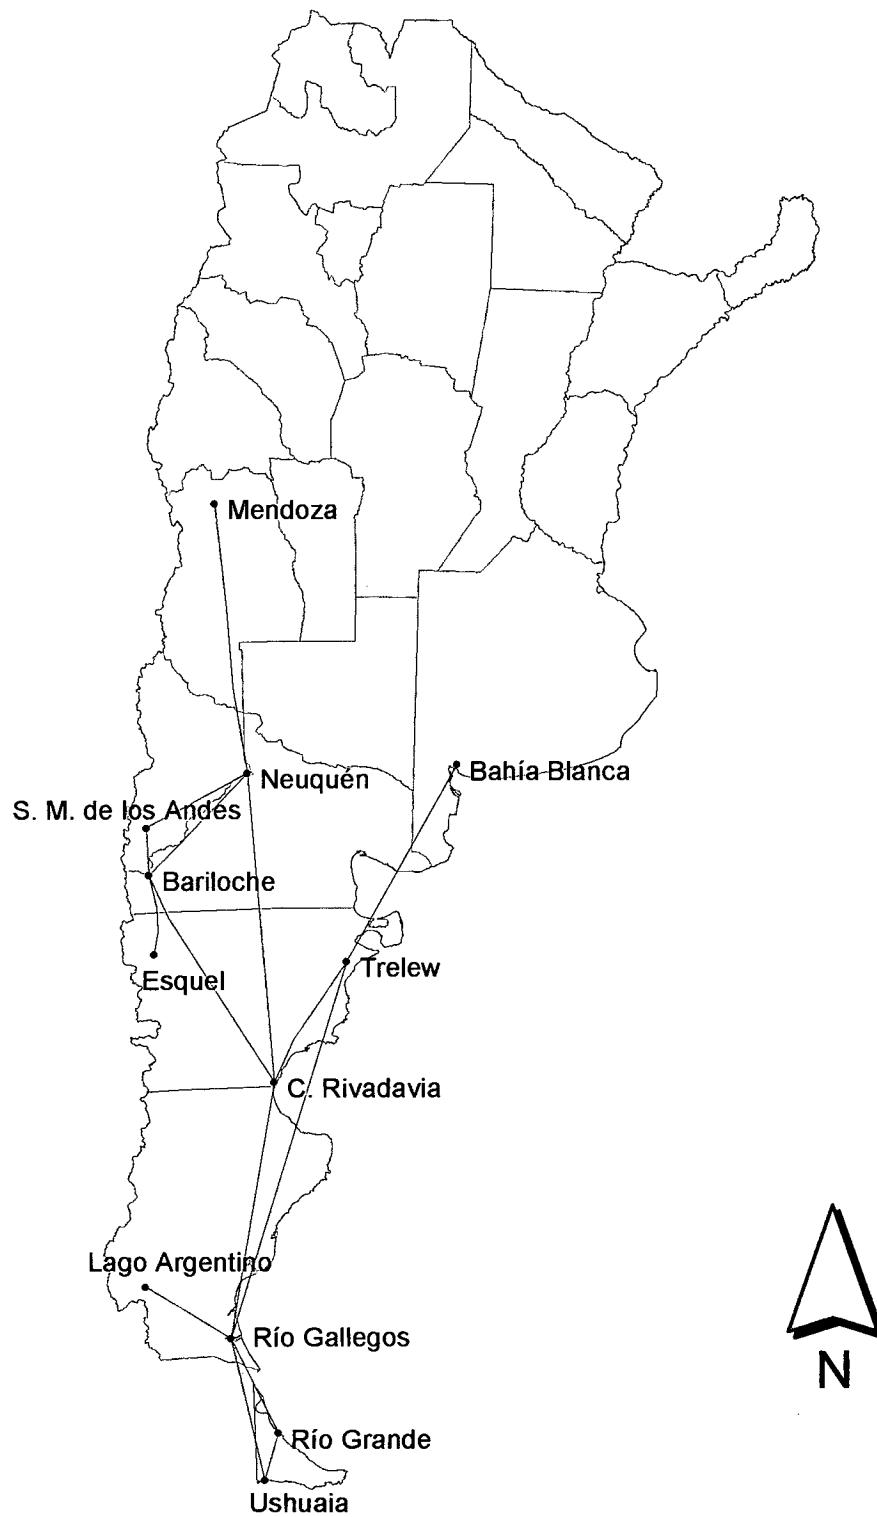 Mendoza
Neuquén
Bahía Blanca
S. M. de los Andes
Bariloche
Trelew
Esquel
C. Rivadavia
Lago Argentino
Río Gallegos
N
Río Grande
Ushuaia